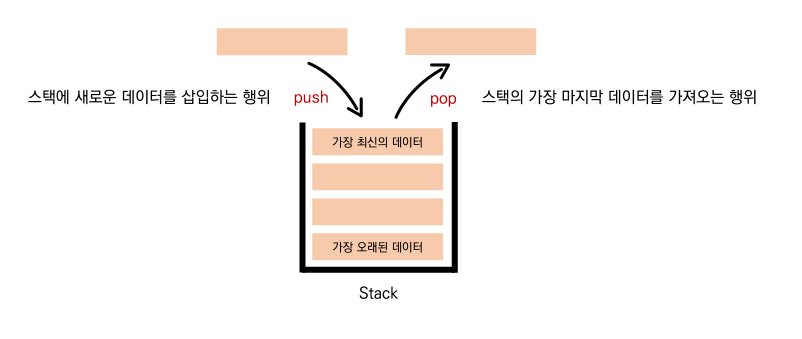 스택에 새로운 데이터를 삽입하는 행위
push
pop
스택의 가장 마지막 데이터를 가져오는 행위
가장 최신의 데이터
가장 오래된 데이터
Stack